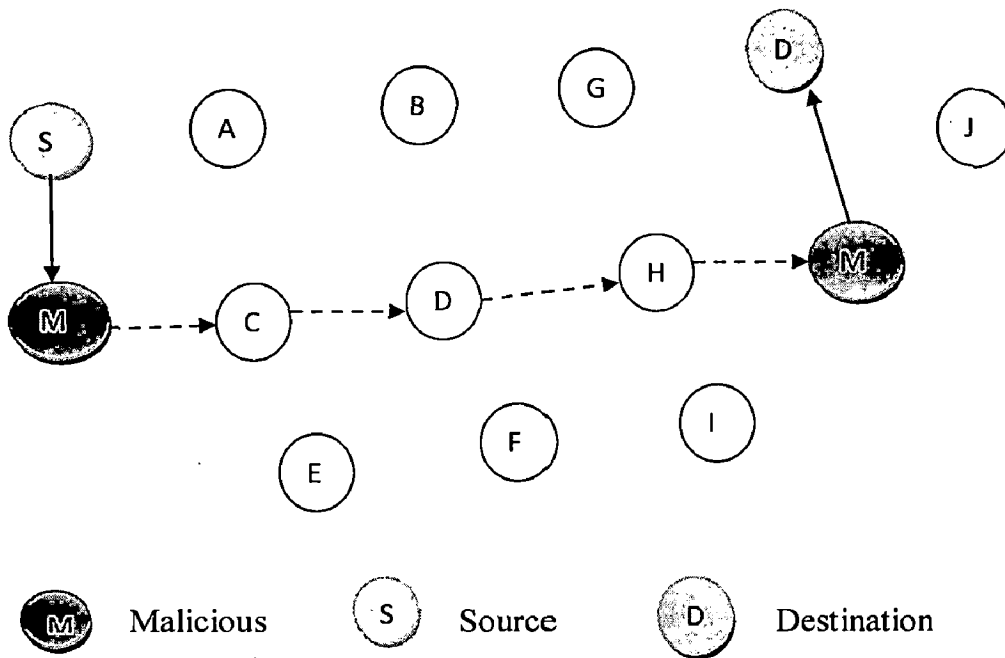 D
S A B G J
M C D H M
E F I
M Malicious S Source D Destination